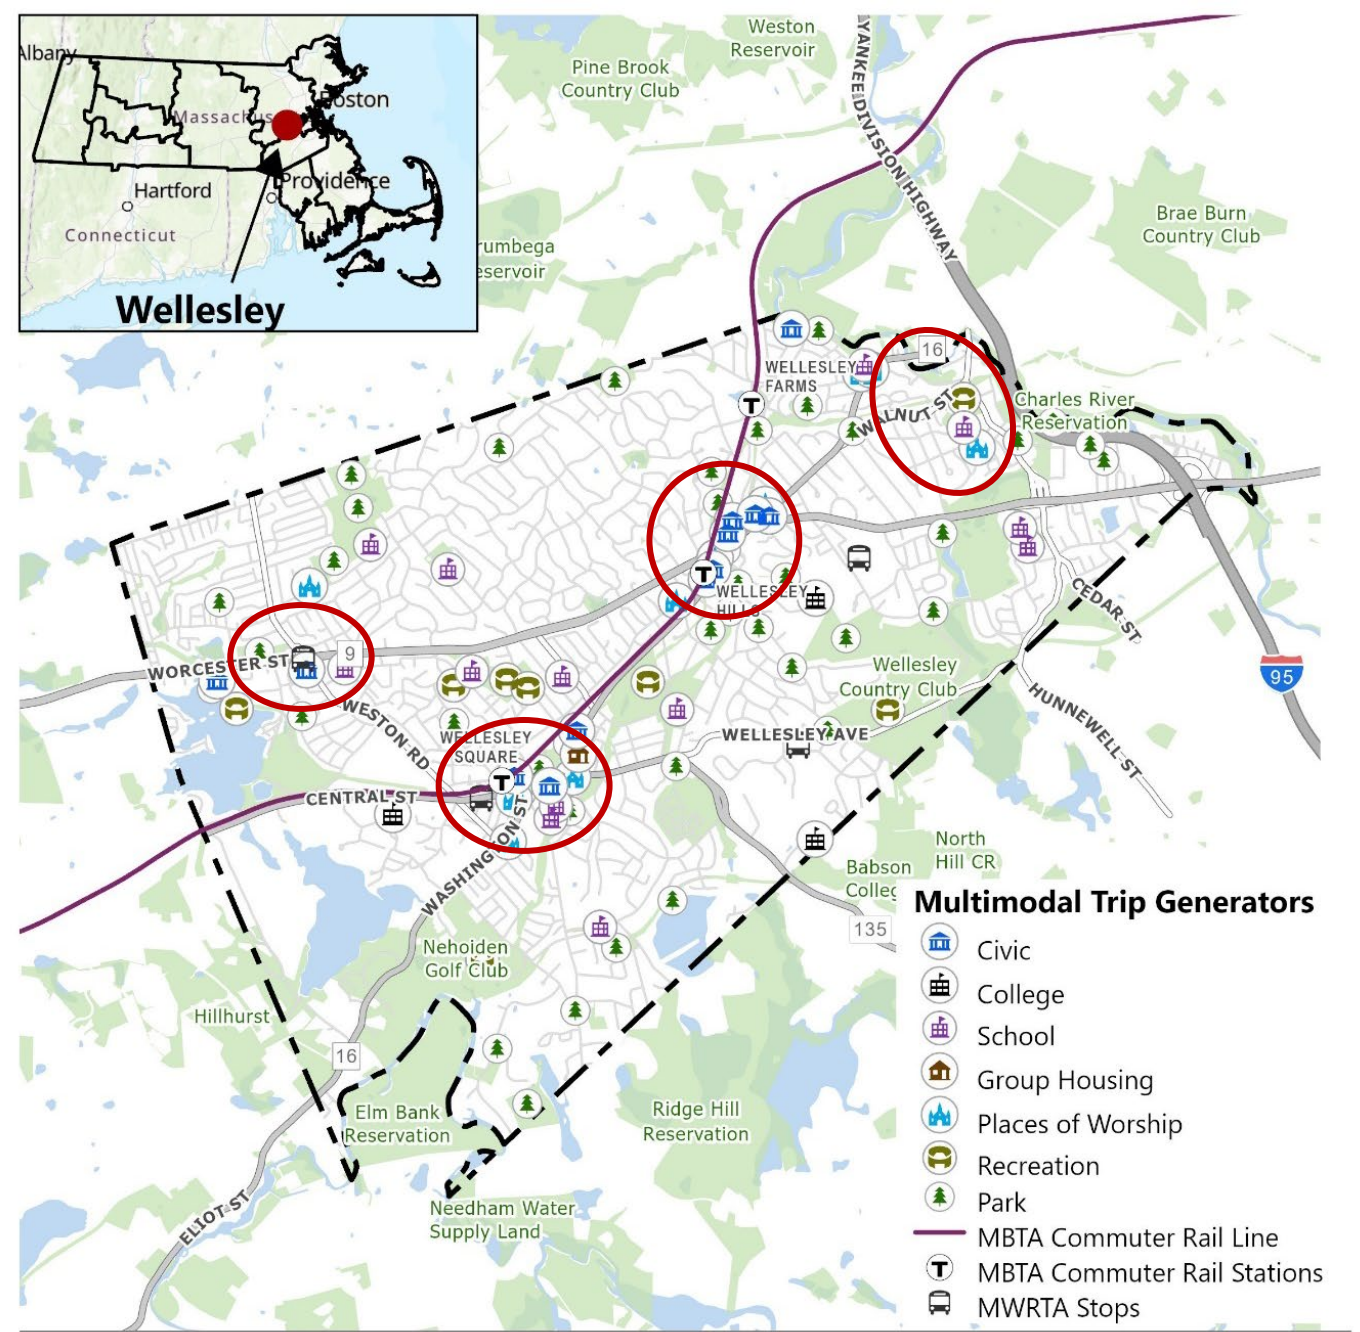 Albany
Boston
Massachus
Hartford
Providence
Connecticut
Wellesley
Weston
Reservoir
Pine Brook
Country Club
YANKEE DIVISION HIGHWAY
Brae Burn
Country Club
rumbega
eservoir
16
WELLESLEY
FARMS
T
WALNUT ST
Charles River
Reservation
T
WELLESLEY
HILLS
CEDAR ST
WORCESTER ST
9
95
Wellesley
Country Club
HUNNEWELL ST
WESTON RD
WELLESLEY
SQUARE
T
WELLESLEY AVE
CENTRAL ST
WASHINGTON ST
North
Hill CR
Babson
Colleg
135
Nehoiden
Golf Club
Hillhurst
16
Elm Bank
Reservation
Ridge Hill
Reservation
ELIOT ST
Needham Water
Supply Land
Multimodal Trip Generators
Civic
College
School
Group Housing
Places of Worship
Recreation
Park
MBTA Commuter Rail Line
T MBTA Commuter Rail Stations
MWRTA Stops